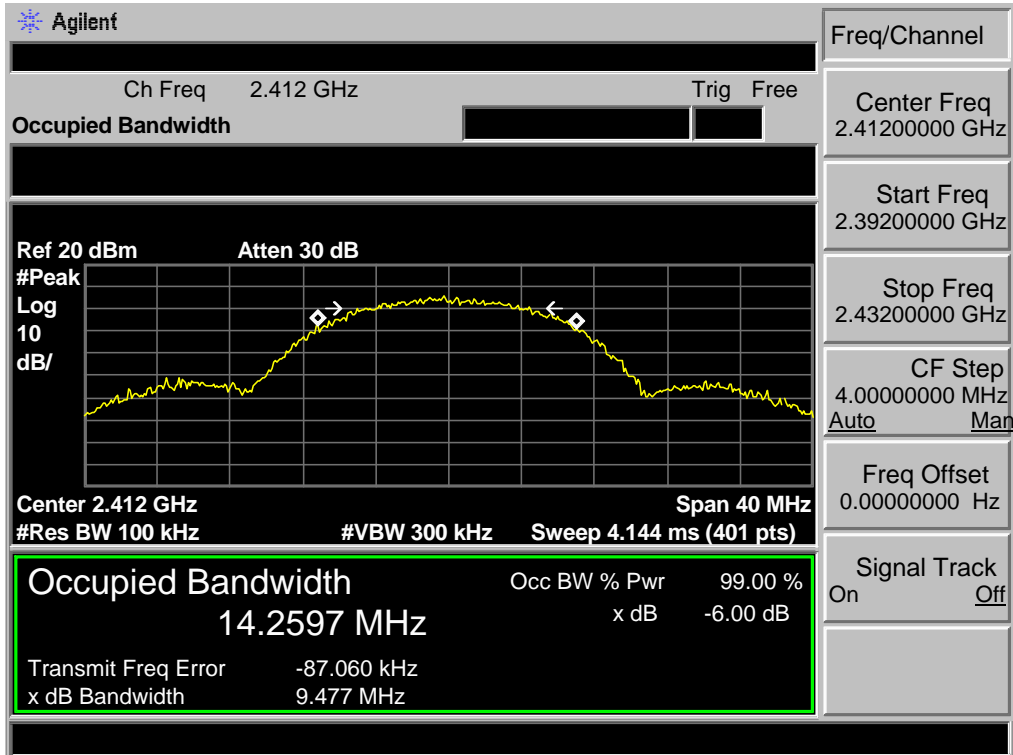 Agilent
Freq/Channel
Ch Freq 2.412 GHz Trig Free
Occupied Bandwidth
Center Freq
2.41200000 GHz
Start Freq
2.39200000 GHz
Stop Freq
2.43200000 GHz
CF Step
4.00000000 MHz
Auto Man
Freq Offset
0.00000000 Hz
Signal Track
On Off
Ref 20 dBm Atten 30 dB
#Peak
Log
10
dB/
Center 2.412 GHz Span 40 MHz
#Res BW 100 kHz #VBW 300 kHz Sweep 4.144 ms (401 pts)
Occupied Bandwidth Occ BW % Pwr 99.00 %
14.2597 MHz x dB -6.00 dB
Transmit Freq Error -87.060 kHz
x dB Bandwidth 9.477 MHz